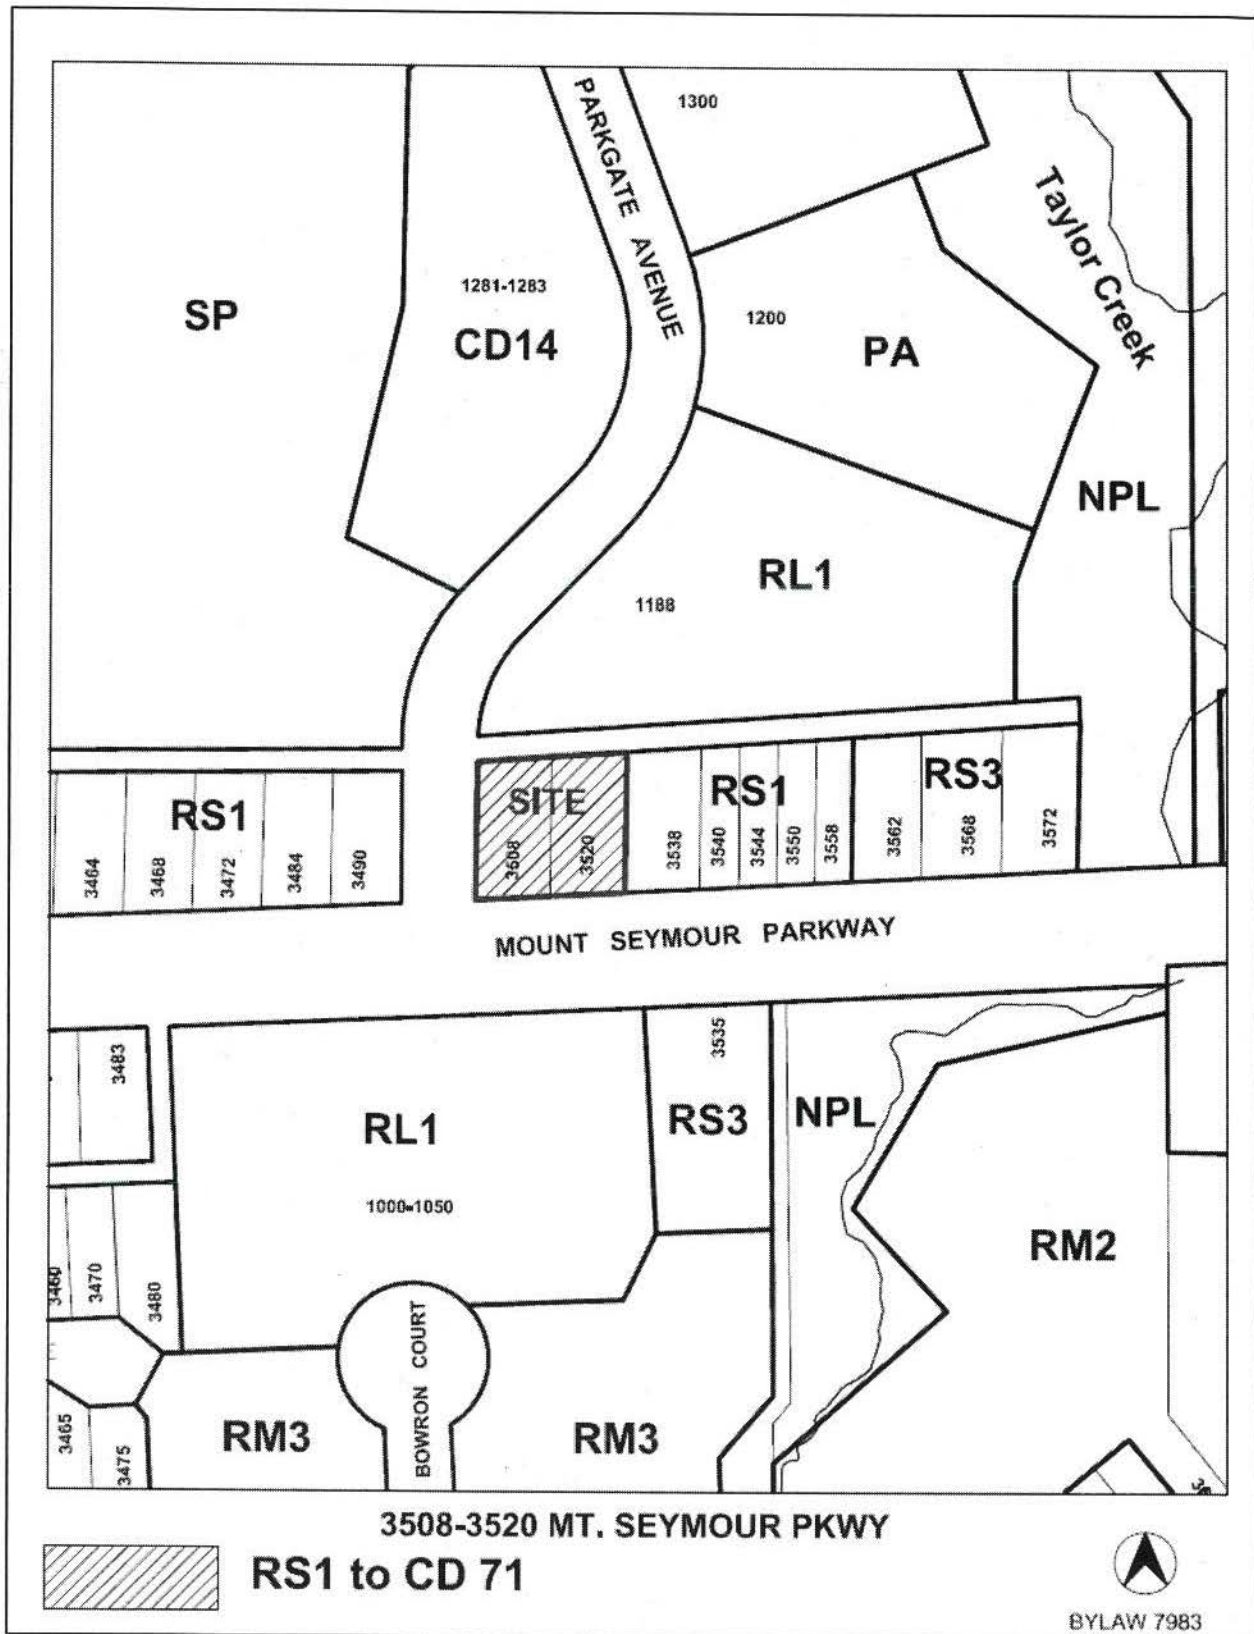 PARKGATE AVENUE
1300
Taylor Creek
SP
1281-1283
CD14
1200
PA
NPL
RL1
1188
RS1
3464
3468
3472
3484
3490
SITE
3508
3520
RS1
3538
3540
3544
3550
3558
RS3
3562
3568
3572
MOUNT SEYMOUR PARKWAY
3483
RL1
1000-1050
3535
RS3
NPL
RM2
3460
3470
3480
BOWRON COURT
3465
3475
RM3
RM3
3508-3520 MT. SEYMOUR PKWY
RS1 to CD 71
BYLAW 7983